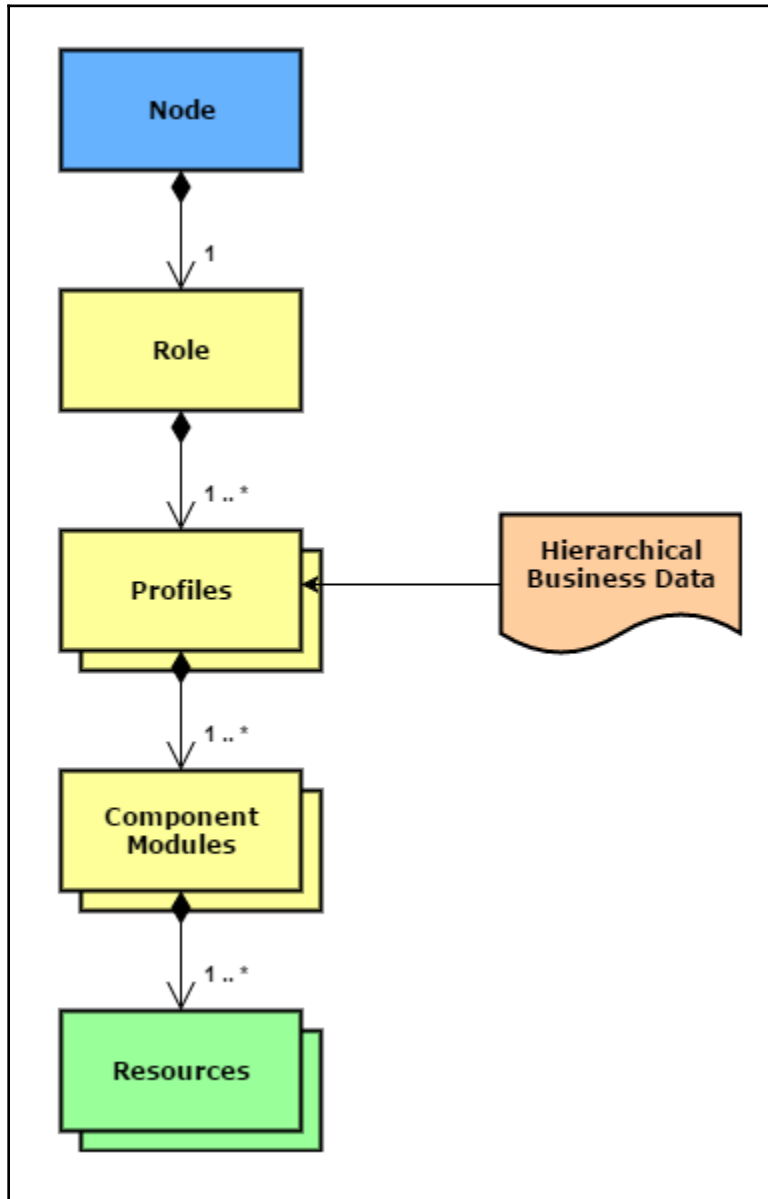 Node
1
Role
1 .. *
Profiles
Hierarchical
Business Data
1 .. *
Component
Modules
1 .. *
Resources